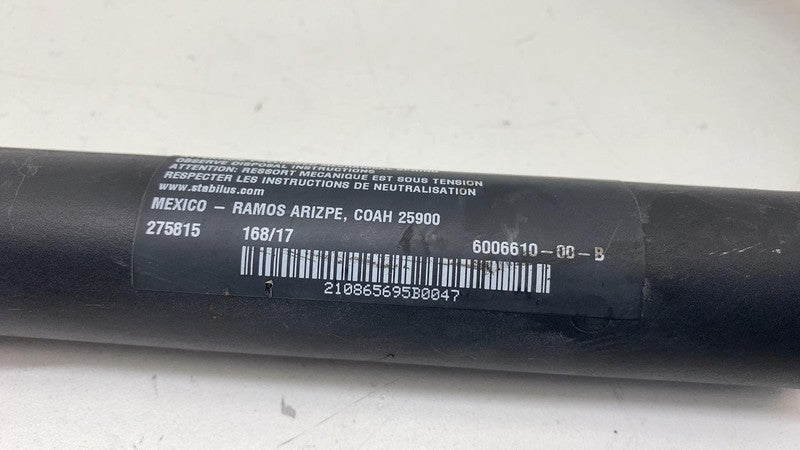 OBSERVE DISPOSAL INSTRUCTIONS
ATTENTION: RESSORT MECANIQUE EST SOUS TENSION
RESPECTER LES INSTRUCTIONS DE NEUTRALISATION
www.stabilus.com
MEXICO – RAMOS ARIZPE, COAH 25900
275815 168/17 6006610-00-B
210865695B0047